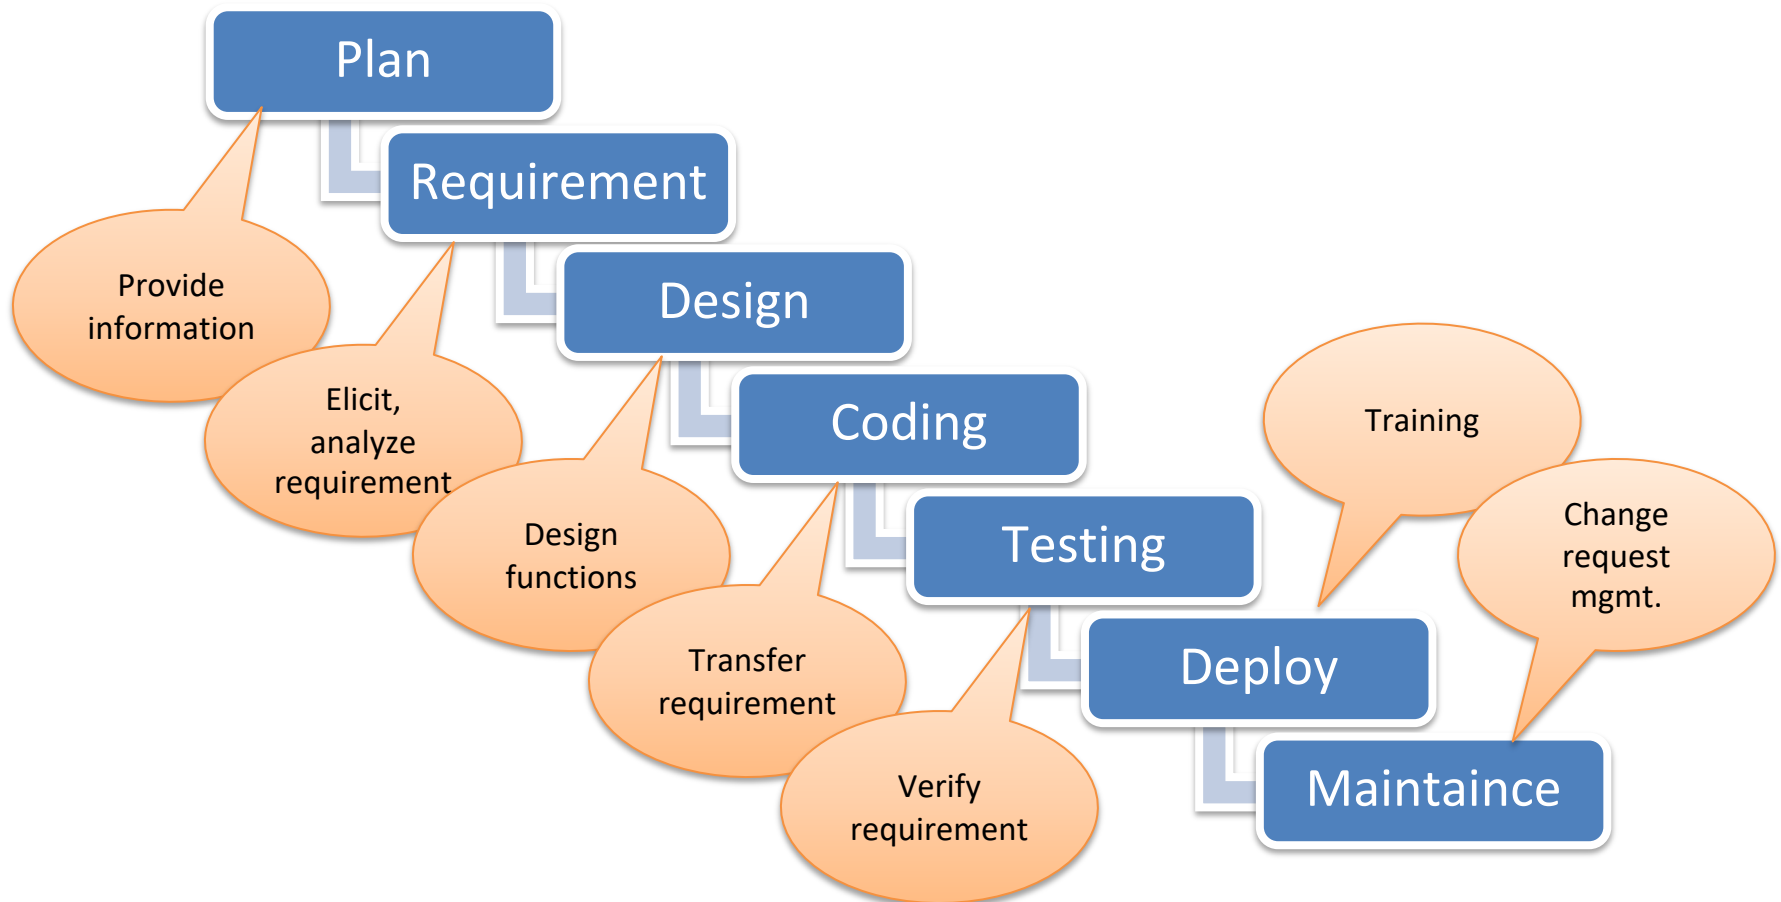 Plan
Requirement
Provide
information
Design
Elicit,
analyze
requirement
Coding
Training
Design
functions
Testing
Change
request
mgmt.
Transfer
requirement
Deploy
Verify
requirement
Maintaince